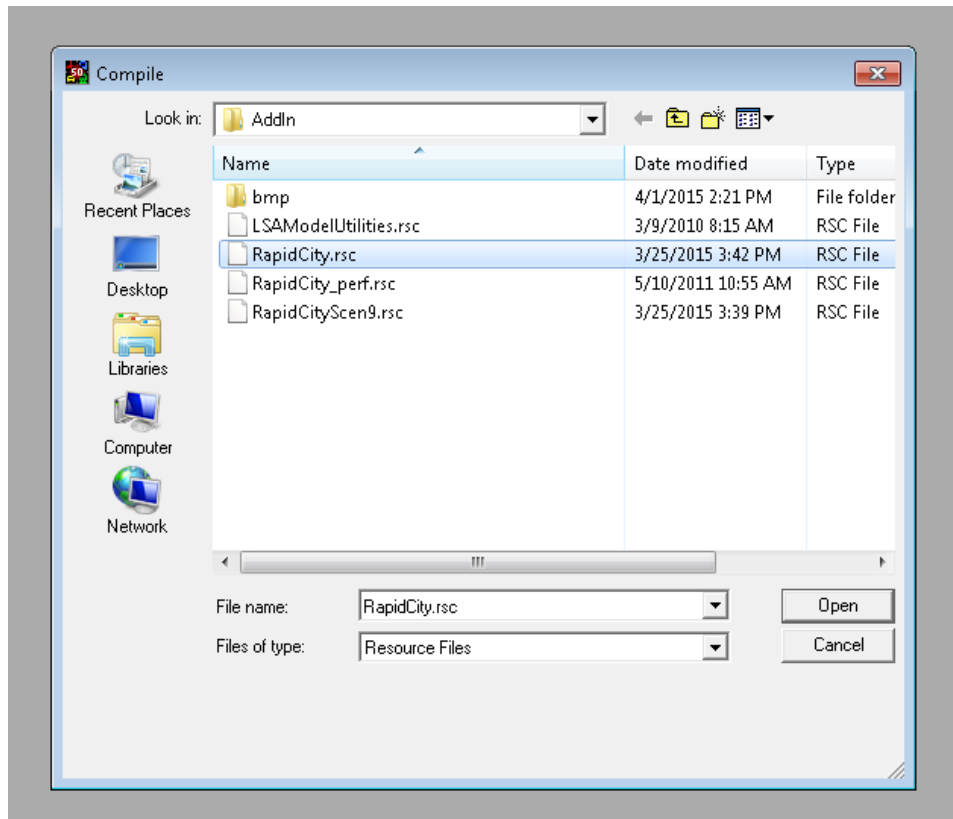 50
Compile
Look in: AddIn
Name Date modified Type
bmp 4/1/2015 2:21 PM File folder
LSAModelUtilities.rsc 3/9/2010 8:15 AM RSC File
RapidCity.rsc 3/25/2015 3:42 PM RSC File
RapidCity_perf.rsc 5/10/2011 10:55 AM RSC File
RapidCityScen9.rsc 3/25/2015 3:39 PM RSC File
Recent Places
Desktop
Libraries
Computer
Network
File name: RapidCity.rsc Open
Files of type: Resource Files Cancel